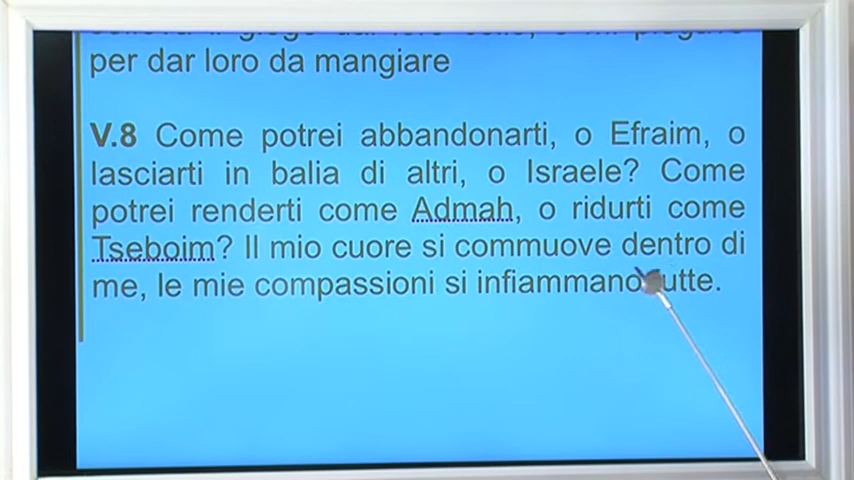 per dar loro da mangiare
V.8 Come potrei abbandonarti, o Efraim, o
lasciarti in balia di altri, o Israele? Come
potrei renderti come Admah, o ridurti come
Tseboim? Il mio cuore si commuove dentro di
me, le mie compassioni si infiammano tutte.